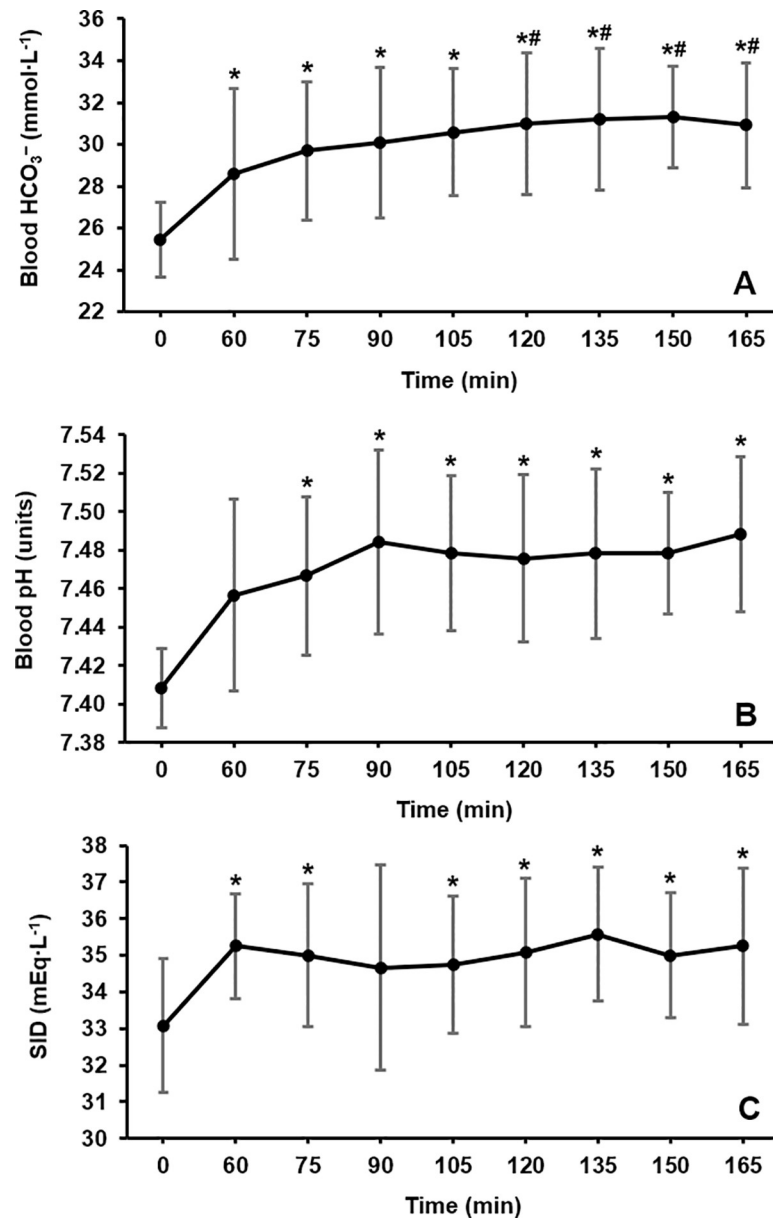 Blood HCO₃⁻ (mmol·L⁻¹)
36
34
32
30
28
26
24
22
* * * * *# *# *# *#
A
0 60 75 90 105 120 135 150 165
Time (min)
Blood pH (units)
7.54
7.52
7.50
7.48
7.46
7.44
7.42
7.40
7.38
* * * * * * *
B
0 60 75 90 105 120 135 150 165
Time (min)
SID (mEq·L⁻¹)
38
37
36
35
34
33
32
31
30
* * * * * * *
C
0 60 75 90 105 120 135 150 165
Time (min)